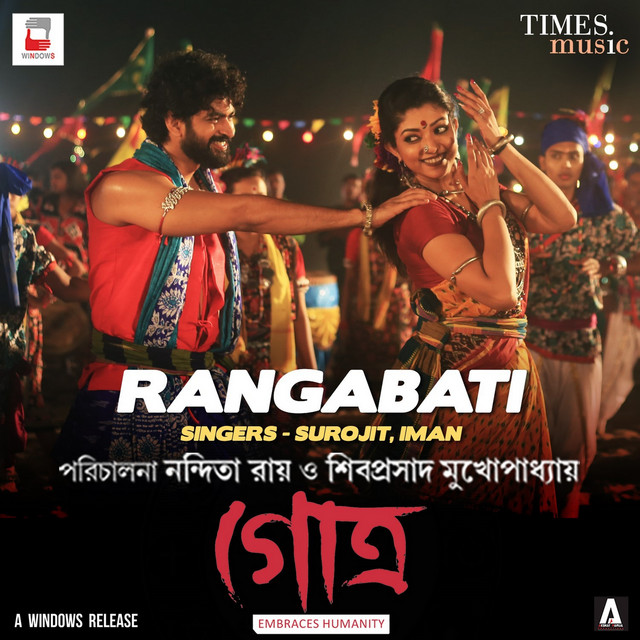 WINDOWS
TIMES.
music
RANGABATI
SINGERS - SUROJIT, IMAN
পরিচালনা নন্দিতা রায় ও শিবপ্রসাদ মুখোপাধ্যায়
গোত্র
EMBRACES HUMANITY
A WINDOWS RELEASE